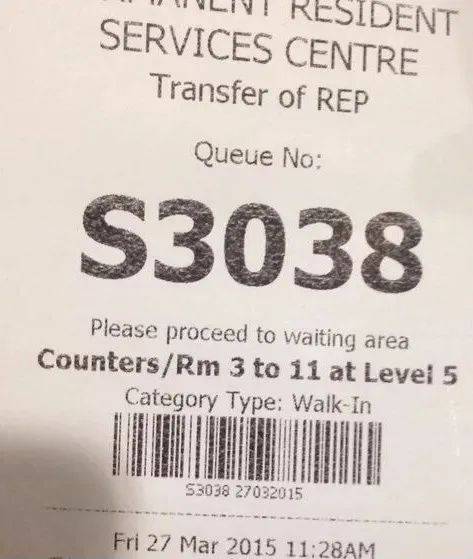 RESIDENT
SERVICES CENTRE
Transfer of REP
Queue No:
S3038
Please proceed to waiting area
Counters/Rm 3 to 11 at Level 5
Category Type: Walk-In
S3038 27032015
Fri 27 Mar 2015 11:28AM